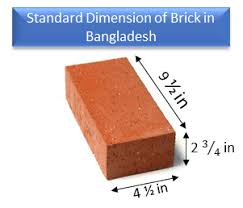 Standard Dimension of Brick in
Bangladesh
9 ½ in
2 ¾ in
4 ½ in